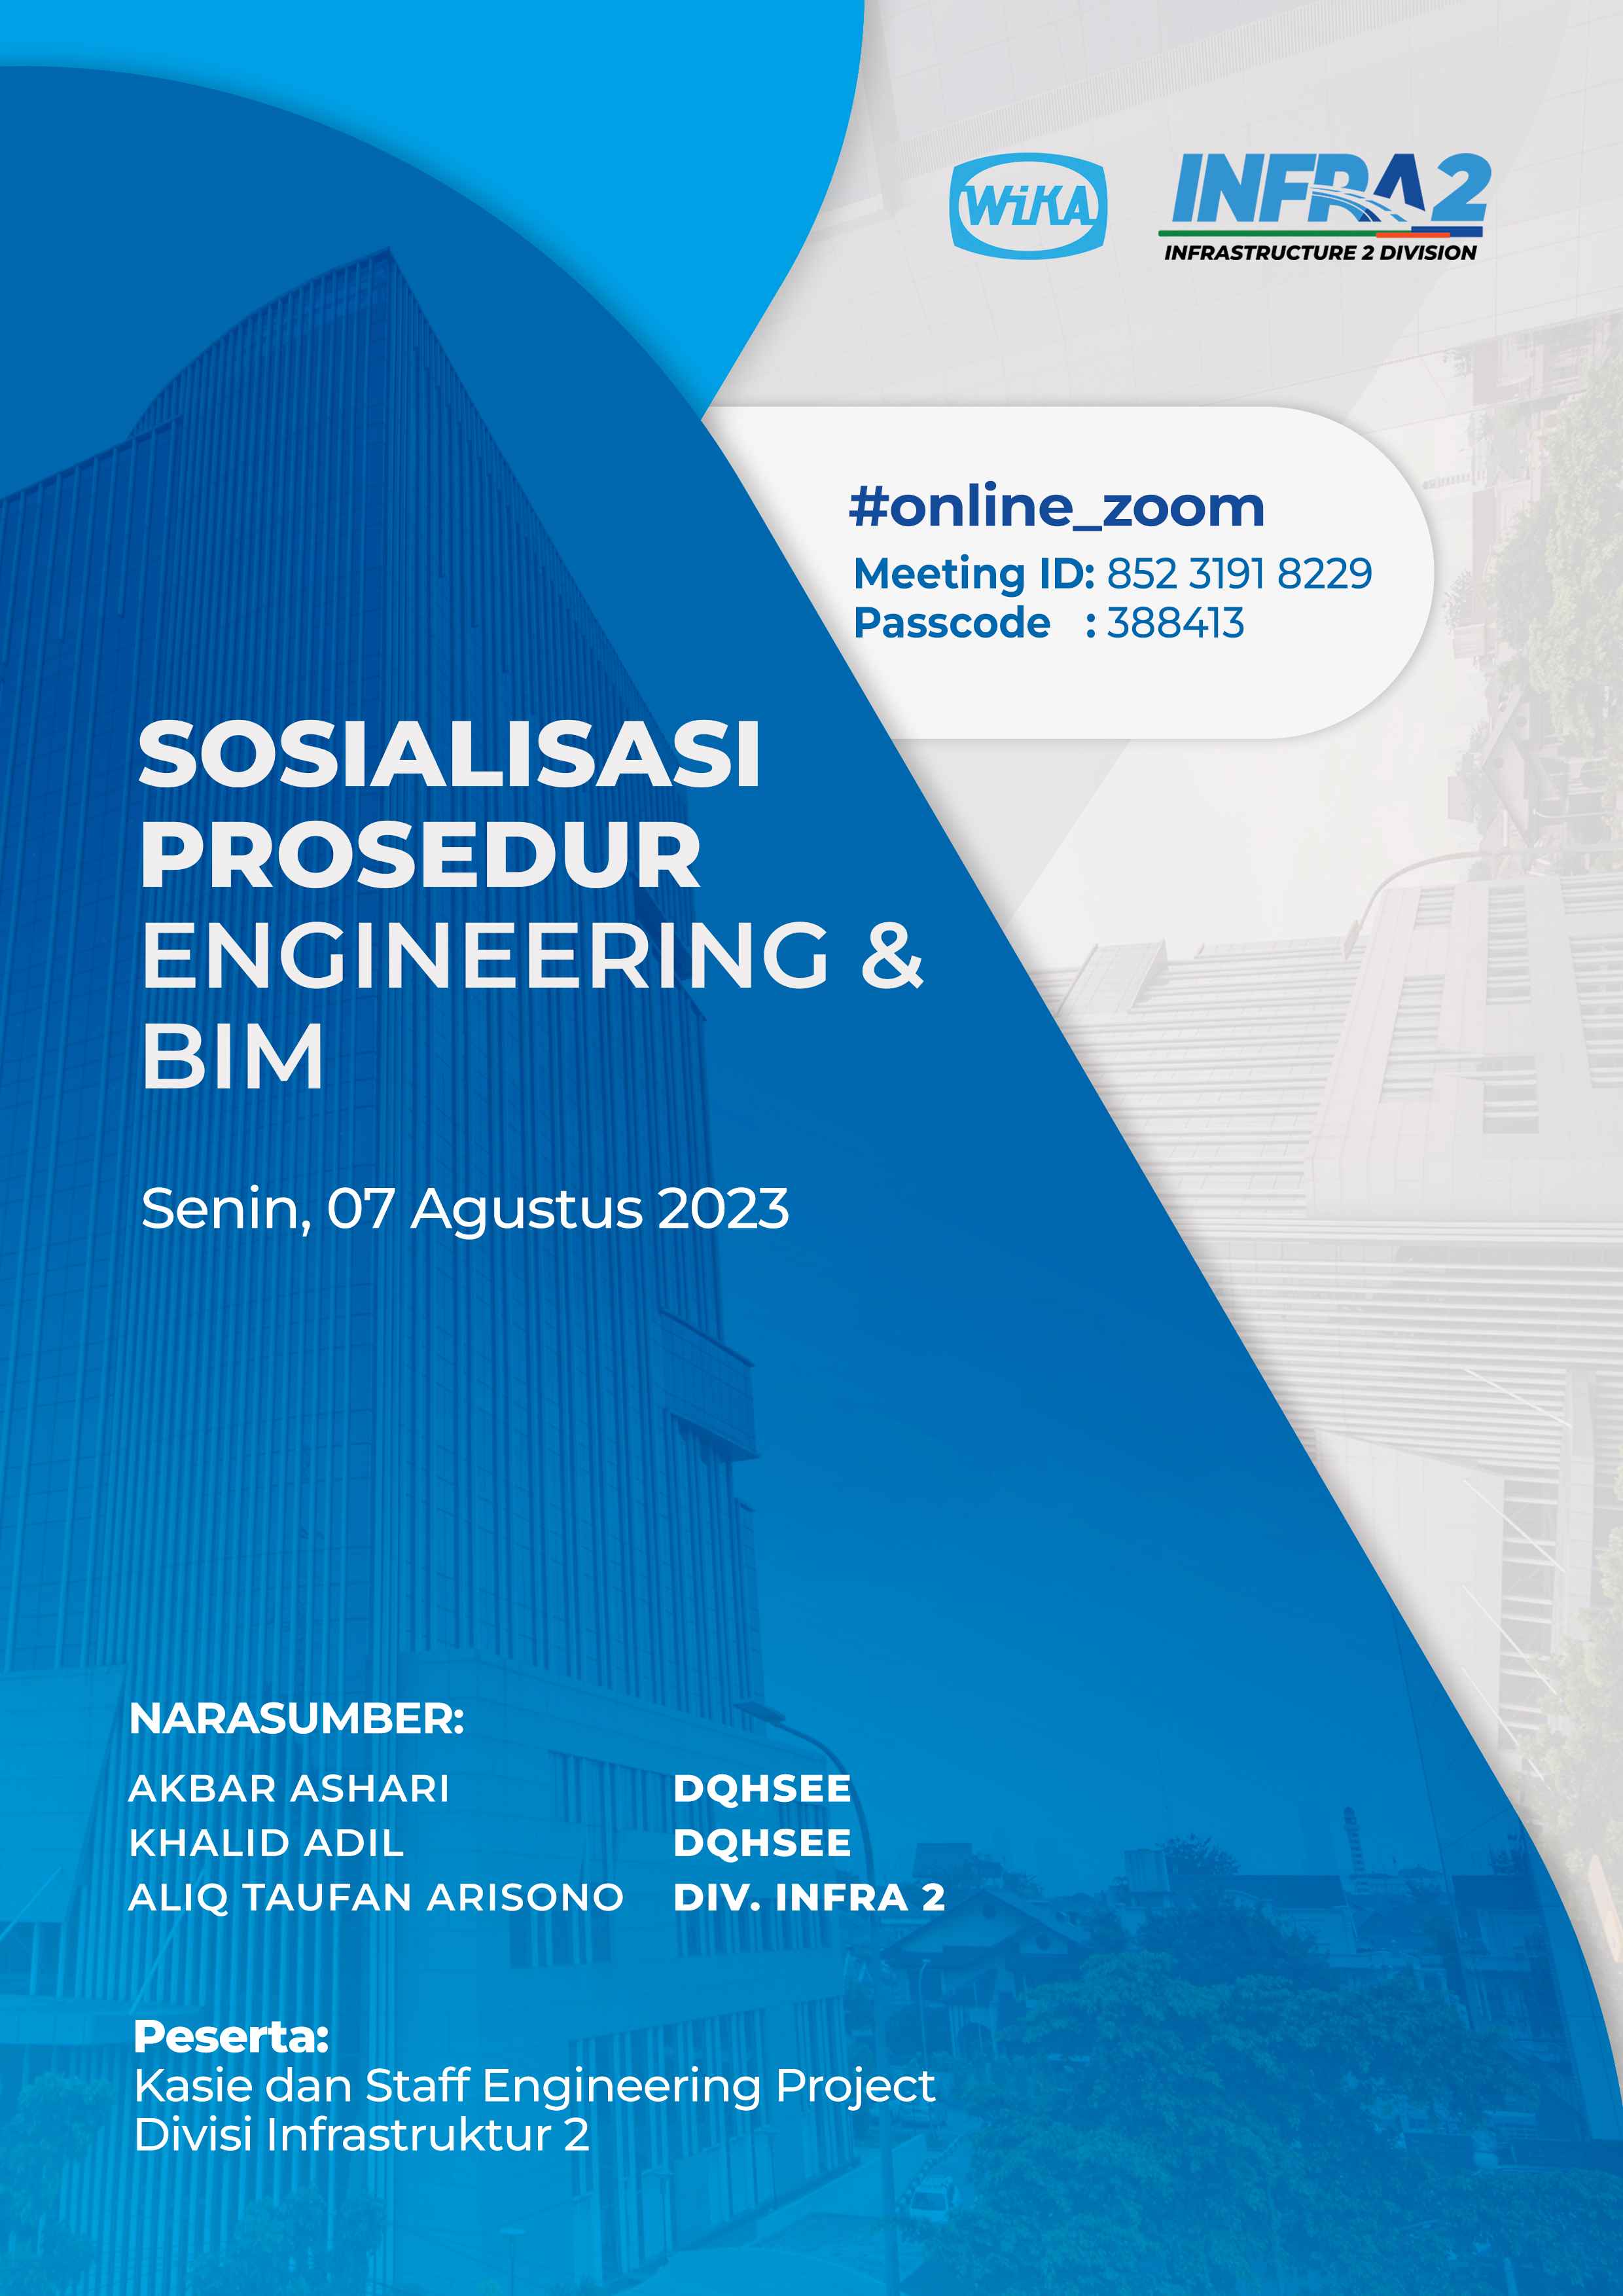 WiKA
INFRA2
INFRASTRUCTURE 2 DIVISION
#online_zoom
Meeting ID: 852 3191 8229
Passcode : 388413
SOSIALISASI
PROSEDUR
ENGINEERING &
BIM
Senin, 07 Agustus 2023
NARASUMBER:
AKBAR ASHARI DQHSEE
KHALID ADIL DQHSEE
ALIQ TAUFAN ARISONO DIV. INFRA 2
Peserta:
Kasie dan Staff Engineering Project
Divisi Infrastruktur 2